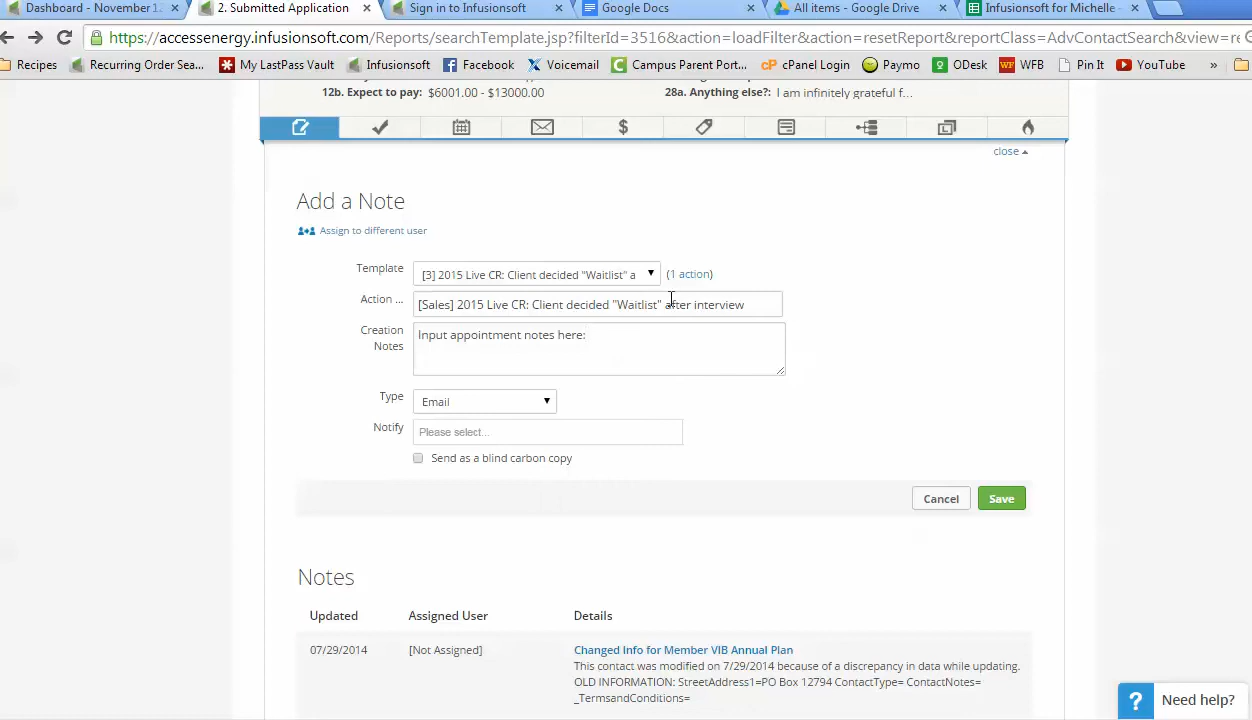 Dashboard - November 12
2. Submitted Application
Sign in to Infusionsoft
Google Docs
All items - Google Drive
Infusionsoft for Michelle -
https://accessenergy.infusionsoft.com/Reports/searchTemplate.jsp?filterId=3516&action=loadFilter&action=resetReport&reportClass=AdvContactSearch&view=re
Recipes
Recurring Order Sea...
My LastPass Vault
Infusionsoft
Facebook
Voicemail
Campus Parent Port...
cPanel Login
Paymo
ODesk
WFB
Pin It
YouTube
»
12b. Expect to pay: $6001.00 - $13000.00
28a. Anything else?: I am infinitely grateful f...
close
Add a Note
Assign to different user
Template
[3] 2015 Live CR: Client decided "Waitlist" a
(1 action)
Action ...
[Sales] 2015 Live CR: Client decided "Waitlist" after interview
Creation
Notes
Input appointment notes here:
Type
Email
Notify
Please select...
Send as a blind carbon copy
Cancel
Save
Notes
Updated
Assigned User
Details
07/29/2014
[Not Assigned]
Changed Info for Member VIB Annual Plan
This contact was modified on 7/29/2014 because of a discrepancy in data while updating.
OLD INFORMATION: StreetAddress1=PO Box 12794 ContactType= ContactNotes=
_TermsandConditions=
? Need help?